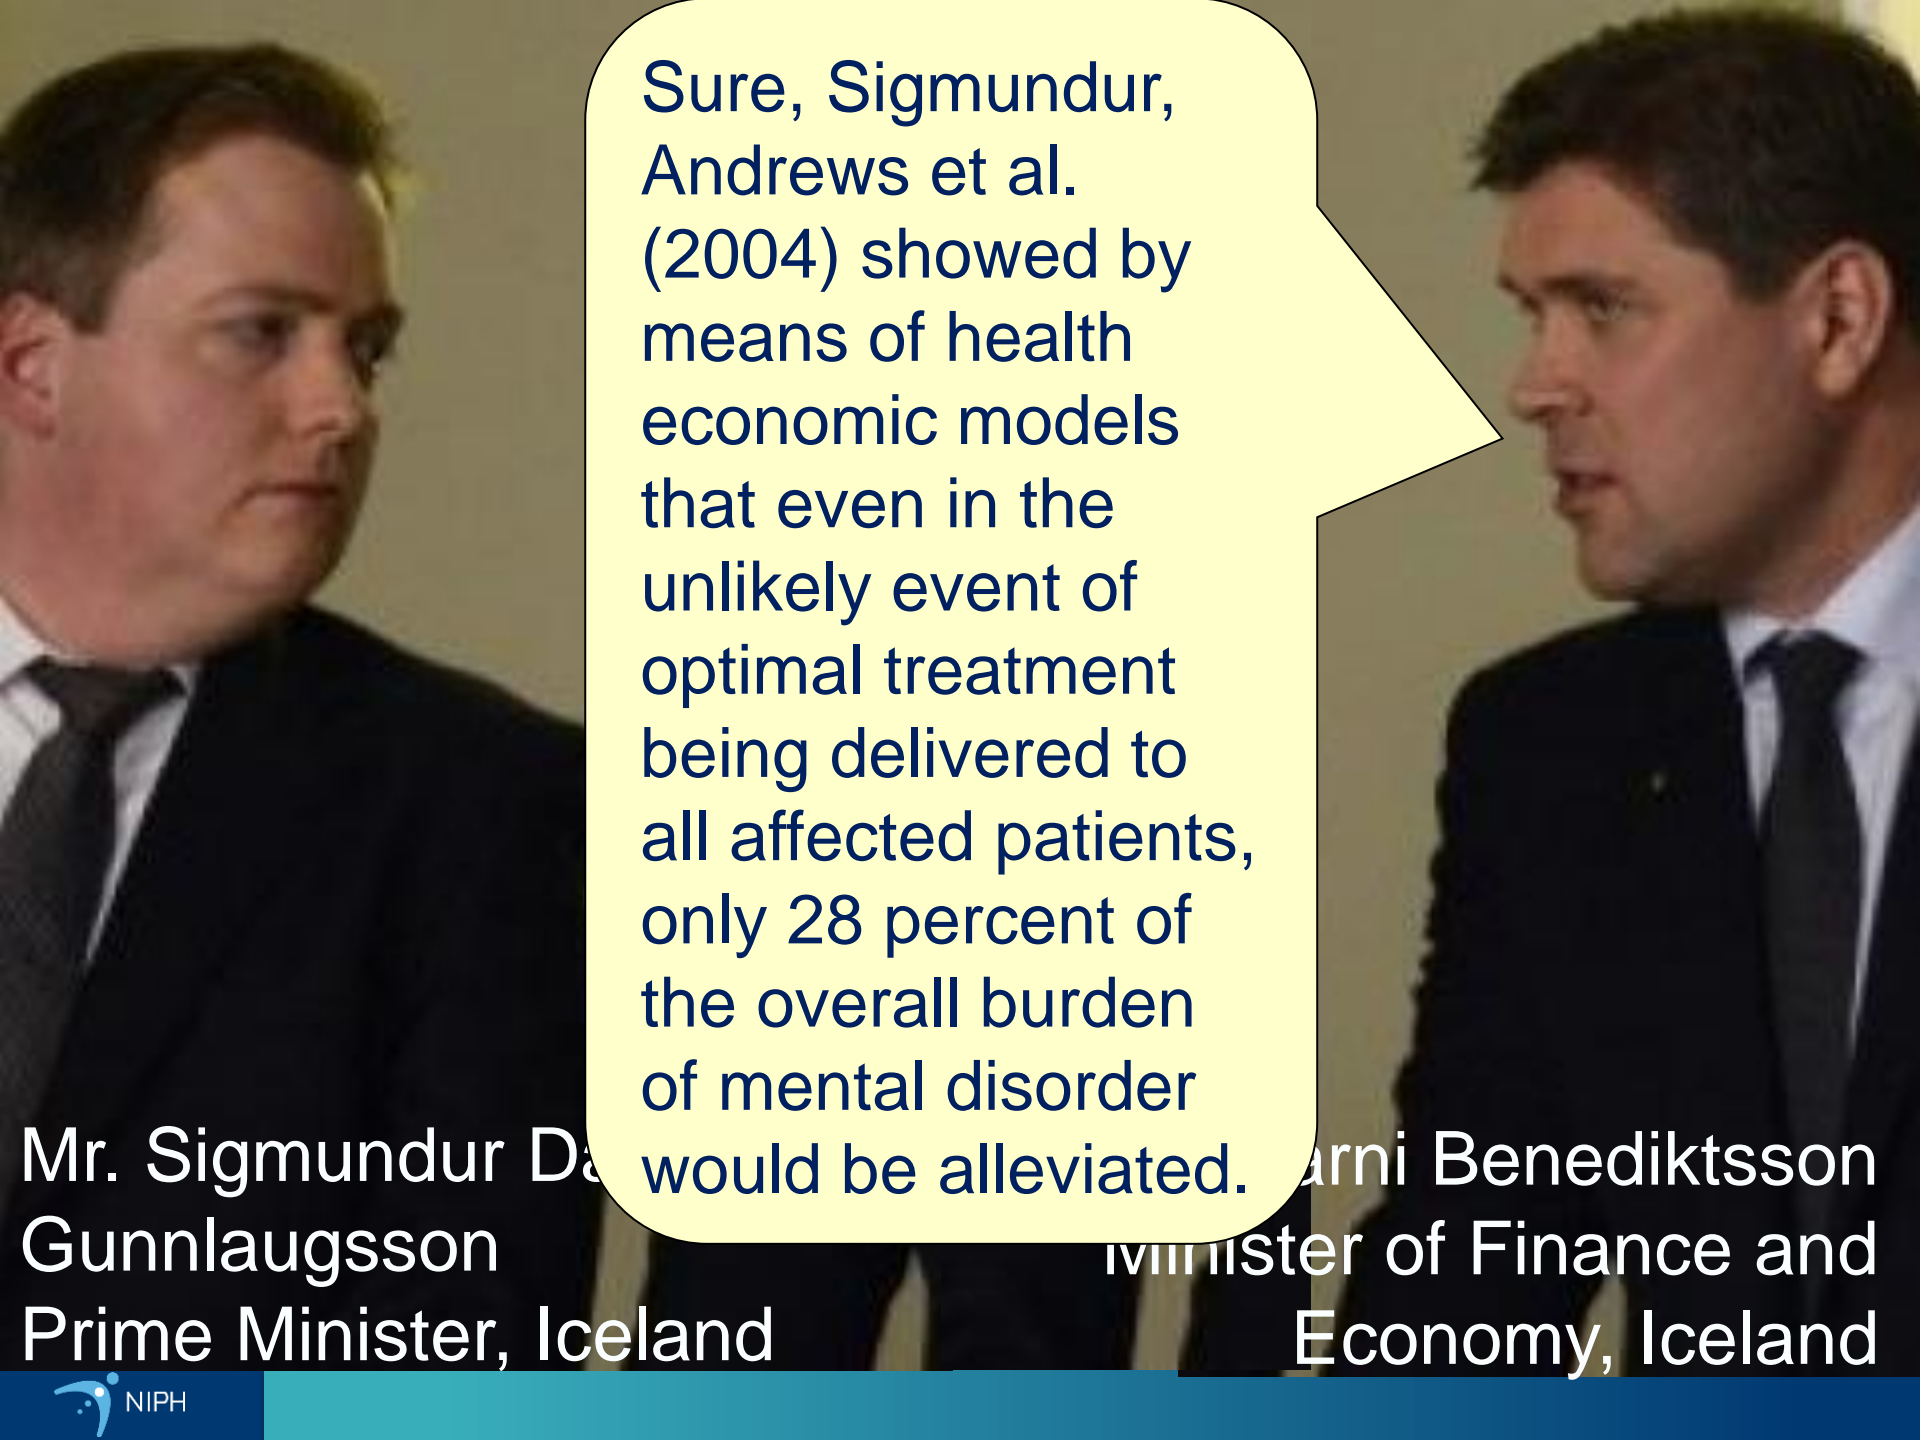 Sure, Sigmundur,
Andrews et al.
(2004) showed by
means of health
economic models
that even in the
unlikely event of
optimal treatment
being delivered to
all affected patients,
only 28 percent of
the overall burden
of mental disorder
would be alleviated.
Mr. Sigmundur
Gunnlaugsson
Prime Minister, Iceland
Benediktsson
Minister of Finance and
Economy, Iceland
NIPH